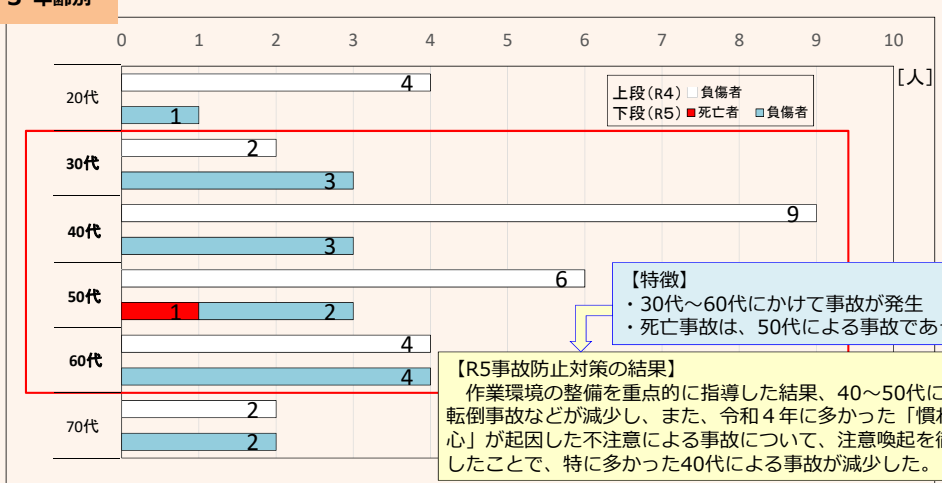 年齢別
0 1 2 3 4 5 6 7 8 9 10
[人]
上段(R4) 負傷者
下段(R5) 死亡者 負傷者
20代
4
1
30代
2
3
40代
9
3
50代
6
1 2
60代
4
4
70代
2
2
【特徴】
・30代~60代にかけて事故が発生
・死亡事故は、50代による事故であ
【R5事故防止対策の結果】
作業環境の整備を重点的に指導した結果、40~50代に
転倒事故などが減少し、また、令和4年に多かった「慣
心」が起因した不注意による事故について、注意喚起を
したことで、特に多かった40代による事故が減少した。